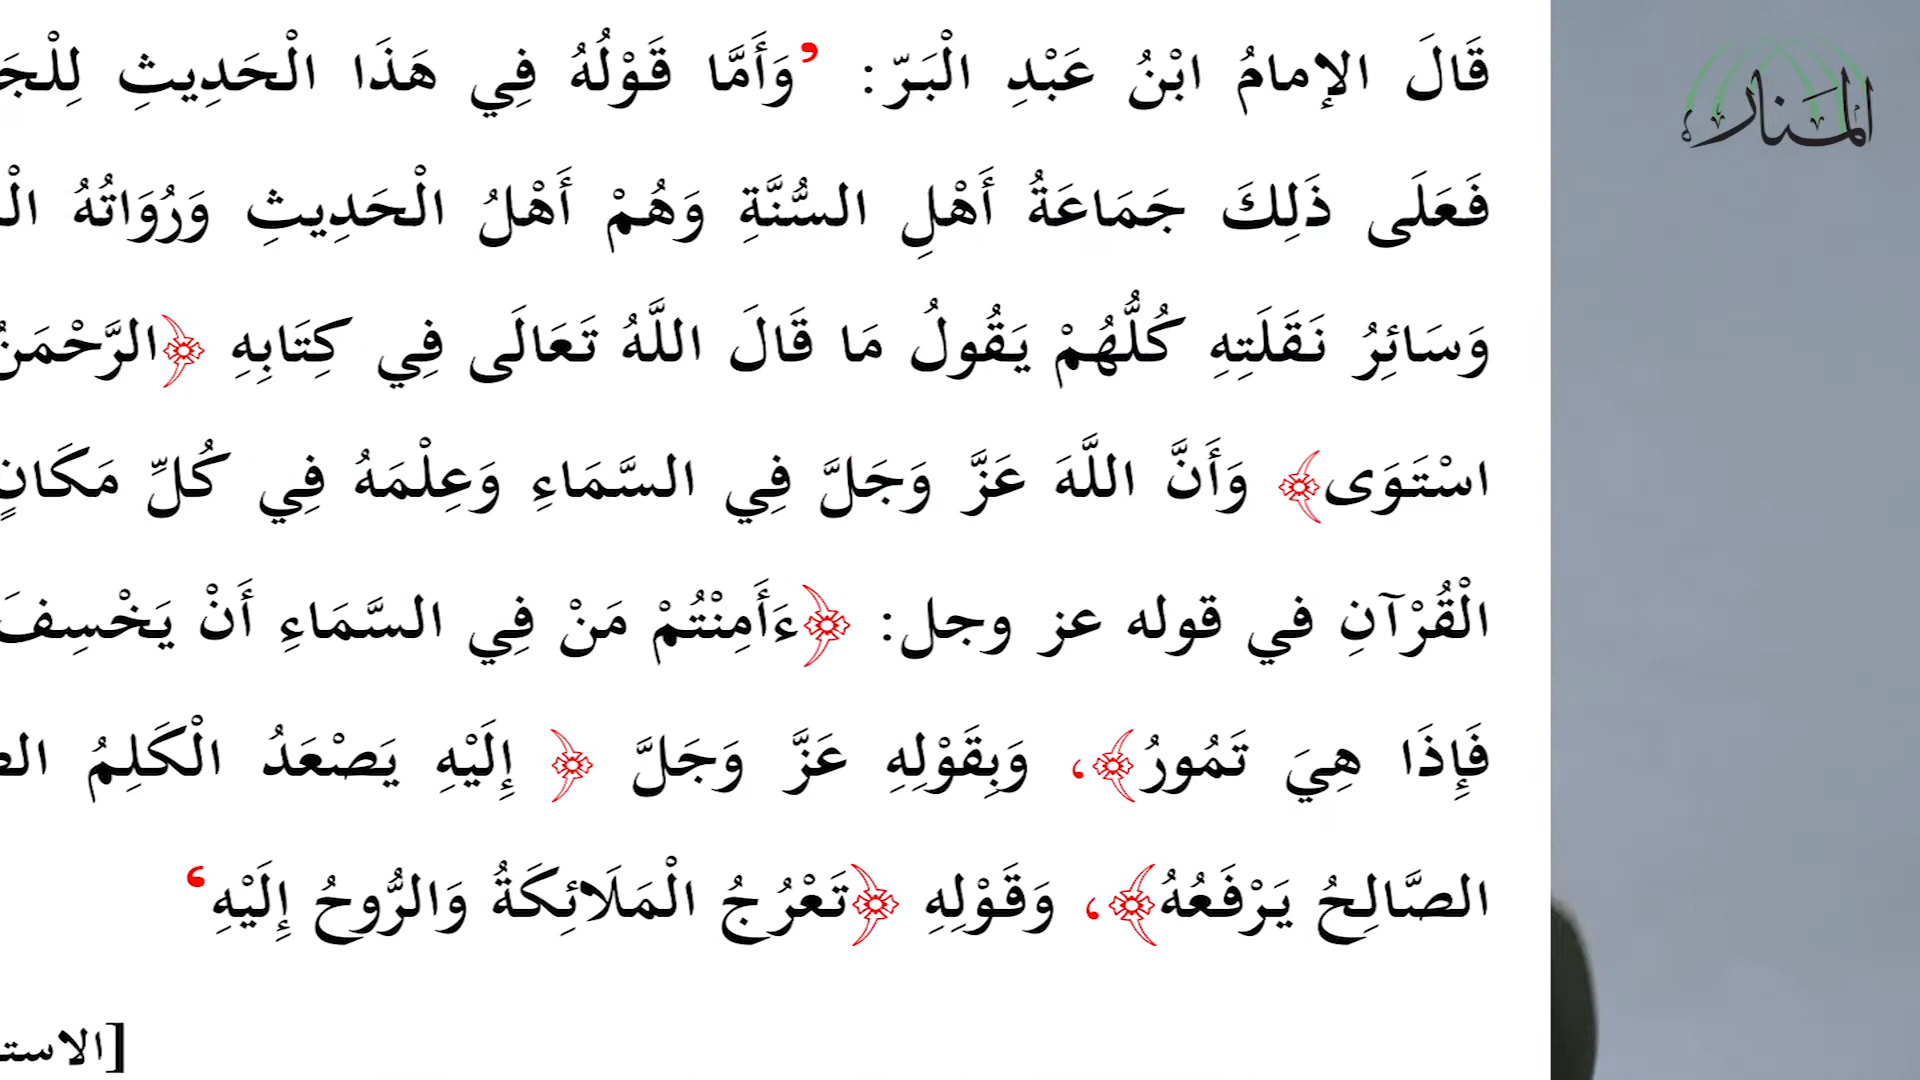 قَالَ الإمامُ ابْنُ عَبْدِ الْبَرّ: ’وَأَمَّا قَوْلُهُ فِي هَذَا الْحَدِيثِ
فَعَلَى ذَلِكَ جَمَاعَةُ أَهْلِ السُّنَّةِ وَهُمْ أَهْلُ الْحَدِيثِ وَرُوَاتُهُ
وَسَائِرُ نَقَلَتِهِ كُلُّهُمْ يَقُولُ مَا قَالَ اللَّهُ تَعَالَى فِي كِتَابِهِ ﴿الرَّحْمَنُ
اسْتَوَى﴾ وَأَنَّ اللَّهَ عَزَّ وَجَلَّ فِي السَّمَاءِ وَعِلْمَهُ فِي كُلِّ مَكَانٍ
الْقُرْآنِ في قوله عز وجل: ﴿ءَأَمِنْتُمْ مَنْ فِي السَّمَاءِ أَنْ يَخْسِفَ
فَإِذَا هِيَ تَمُورُ﴾، وَبِقَوْلِهِ عَزَّ وَجَلَّ ﴿ إِلَيْهِ يَصْعَدُ الْكَلِمُ
الصَّالِحُ يَرْفَعُهُ﴾، وَقَوْلِهِ ﴿تَعْرُجُ الْمَلَائِكَةُ وَالرُّوحُ إِلَيْهِ‘
المنار